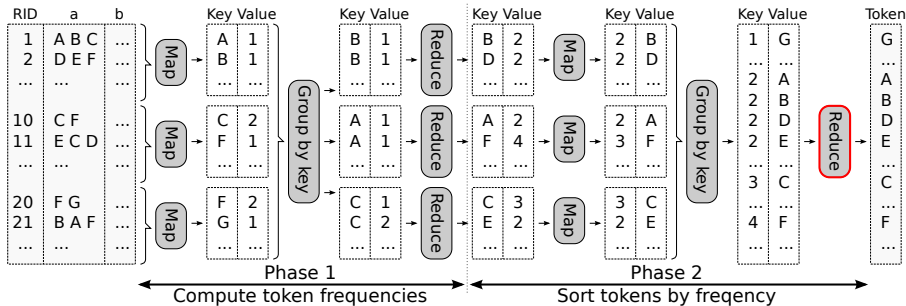 RID a b Key Value Key Value Key Value Key Value Key Value Token
1 A B C ... A 1 B 1 B 2 2 B 1 G G
2 D E F ... B 1 B 1 D 2 2 D ... ... ...
... ... ... ... ... ... ... 2 A A
2 B B
10 C F ... C 2 A 1 A 2 2 A 2 D D
11 E C D ... F 1 A 1 F 4 3 F 2 E E
... ... ... ... ... ... ... ... ...
3 C C
20 F G ... F 2 C 1 C 3 3 C ... ...
21 B A F ... G 1 C 2 E 2 2 E 4 F F
... ... ... ... ... ... ... ... ...
Map
Map
Map
Group by key
Reduce
Reduce
Reduce
Map
Map
Map
Group by key
Reduce
Phase 1 Phase 2
Compute token frequencies Sort tokens by freqency